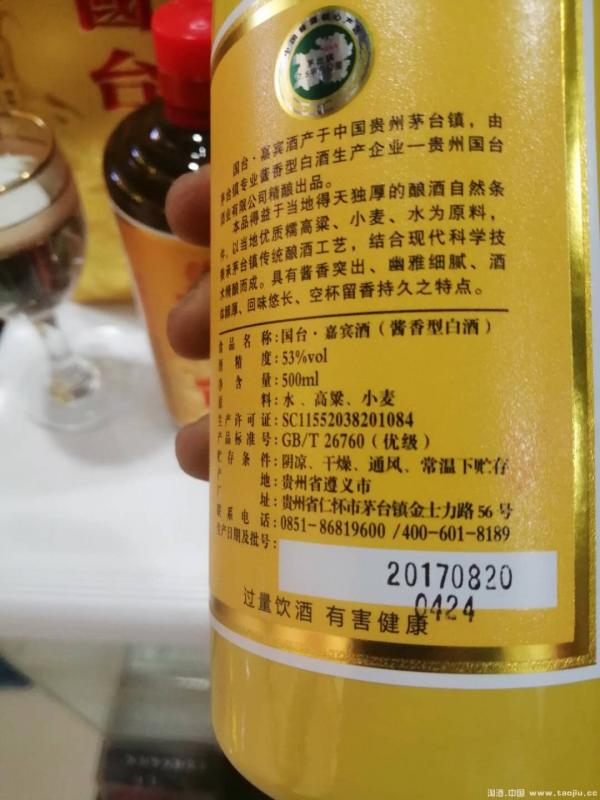 国
台
国台·嘉宾酒产于中国贵州茅台镇，由
茅台镇专业酱香型白酒生产企业一贵州国台
酒业有限公司精酿出品。
本品得益于当地得天独厚的酿酒自然条
件，以当地优质糯高粱、小麦、水为原料，
秉承茅台镇传统酿酒工艺，结合现代科学技
术精酿而成。具有酱香突出、幽雅细腻、酒
体醇厚、回味悠长、空杯留香持久之特点。
食品名称：国台·嘉宾酒（酱香型白酒）
酒精度：53%vol
净含量：500ml
原料：水、高粱、小麦
生产许可证：SC11552038201084
产品标准号：GB/T 26760（优级）
贮存条件：阴凉、干燥、通风、常温下贮存
产地：贵州省遵义市
厂址：贵州省仁怀市茅台镇金士力路56号
联系电话：0851-86819600 /400-601-8189
生产日期及批号：
20170820
0424
过量饮酒 有害健康
淘酒.中国 www.taojiu.cc